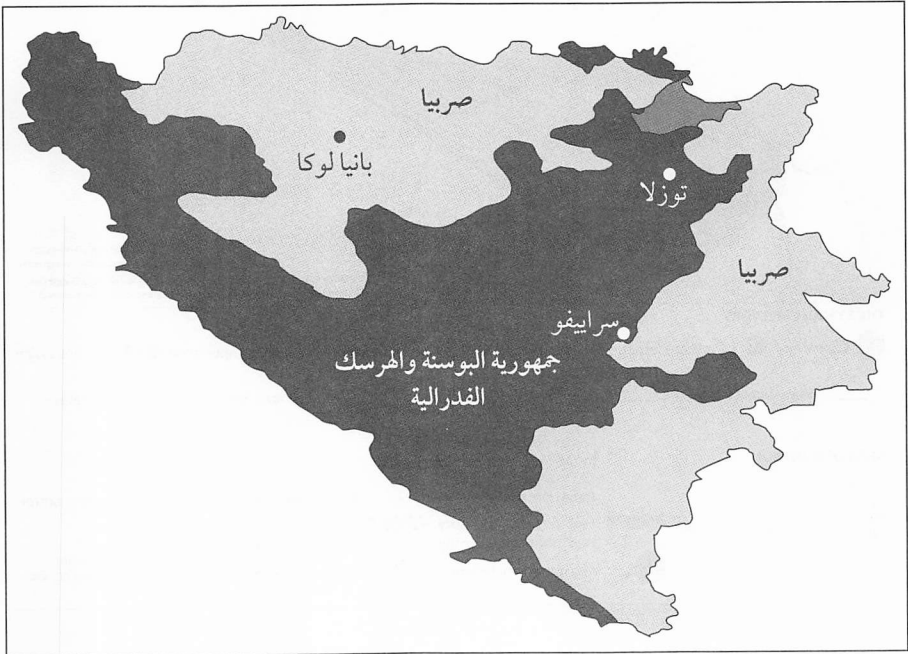 صربيا
بانيا لوكا
توزلا
صربيا
سراييفو
جمهورية البوسنة والهرسك
الفدرالية